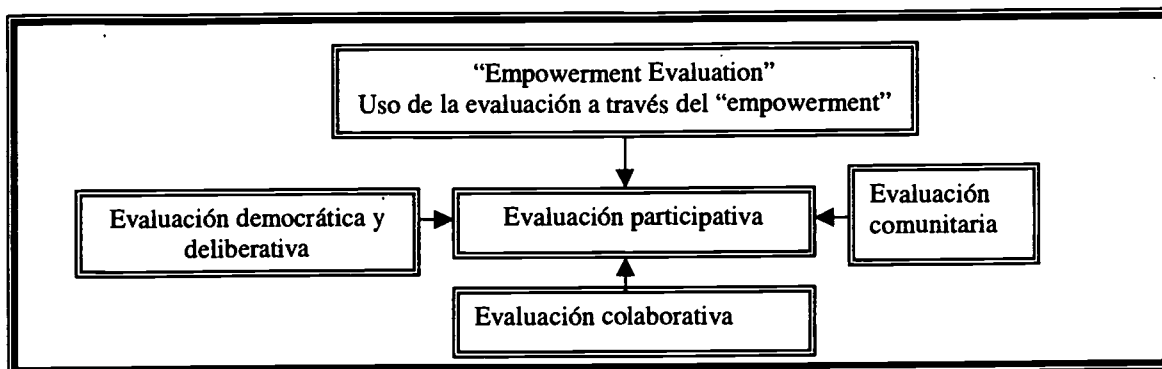 “Empowerment Evaluation”
Uso de la evaluación a través del “empowerment”
Evaluación democrática y
deliberativa
Evaluación participativa
Evaluación
comunitaria
Evaluación colaborativa